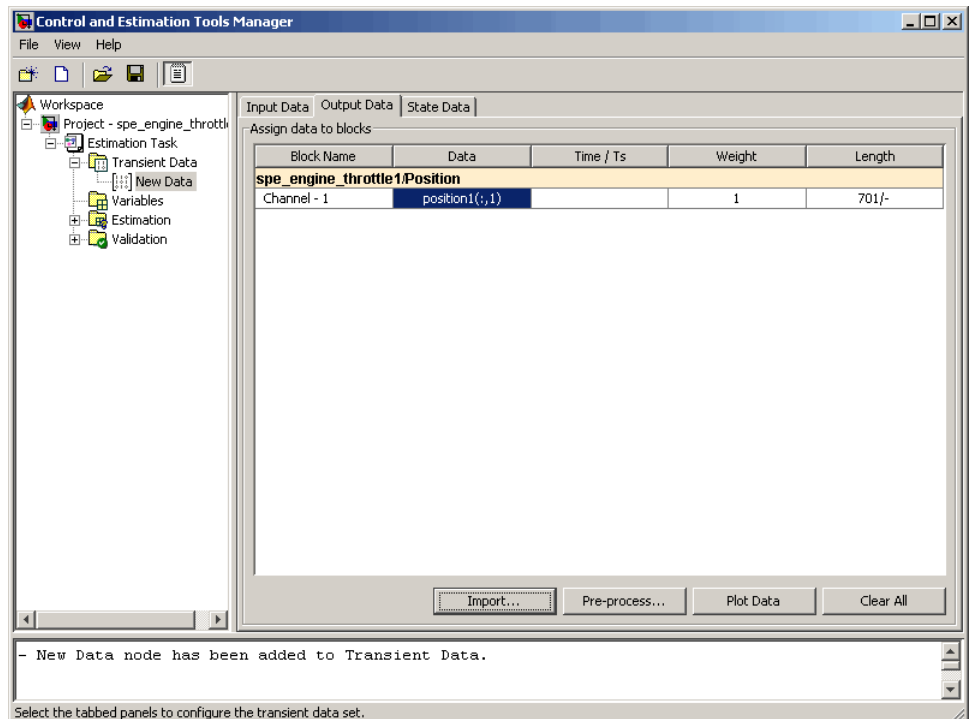 Control and Estimation Tools Manager
File View Help
Workspace
Project - spe_engine_throttl
Estimation Task
Transient Data
New Data
Variables
Estimation
Validation
Input Data Output Data State Data
Assign data to blocks
Block Name Data Time / Ts Weight Length
spe_engine_throttle1/Position
Channel - 1 position1(:,1) 1 701/-
Import... Pre-process... Plot Data Clear All
- New Data node has been added to Transient Data.
Select the tabbed panels to configure the transient data set.